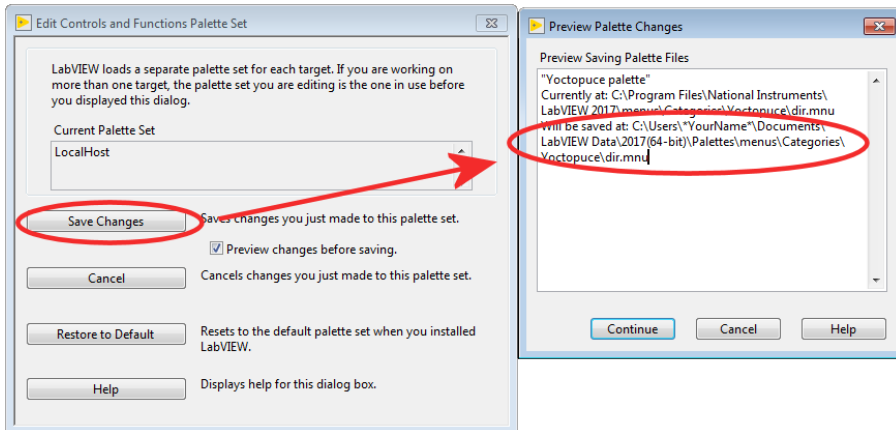 Edit Controls and Functions Palette Set
LabVIEW loads a separate palette set for each target. If you are working on
more than one target, the palette set you are editing is the one in use before
you displayed this dialog.
Current Palette Set
LocalHost
Save Changes
Saves changes you just made to this palette set.
Preview changes before saving.
Cancel
Cancels changes you just made to this palette set.
Restore to Default
Resets to the default palette set when you installed
LabVIEW.
Help
Displays help for this dialog box.
Preview Palette Changes
Preview Saving Palette Files
"Yoctopuce palette"
Currently at: C:\Program Files\National Instruments\
LabVIEW 2017\menus\Categories\Yoctopuce\dir.mnu
Will be saved at: C:\Users\*YourName*\Documents\
LabVIEW Data\2017(64-bit)\Palettes\menus\Categories\
Yoctopuce\dir.mnu
Continue
Cancel
Help